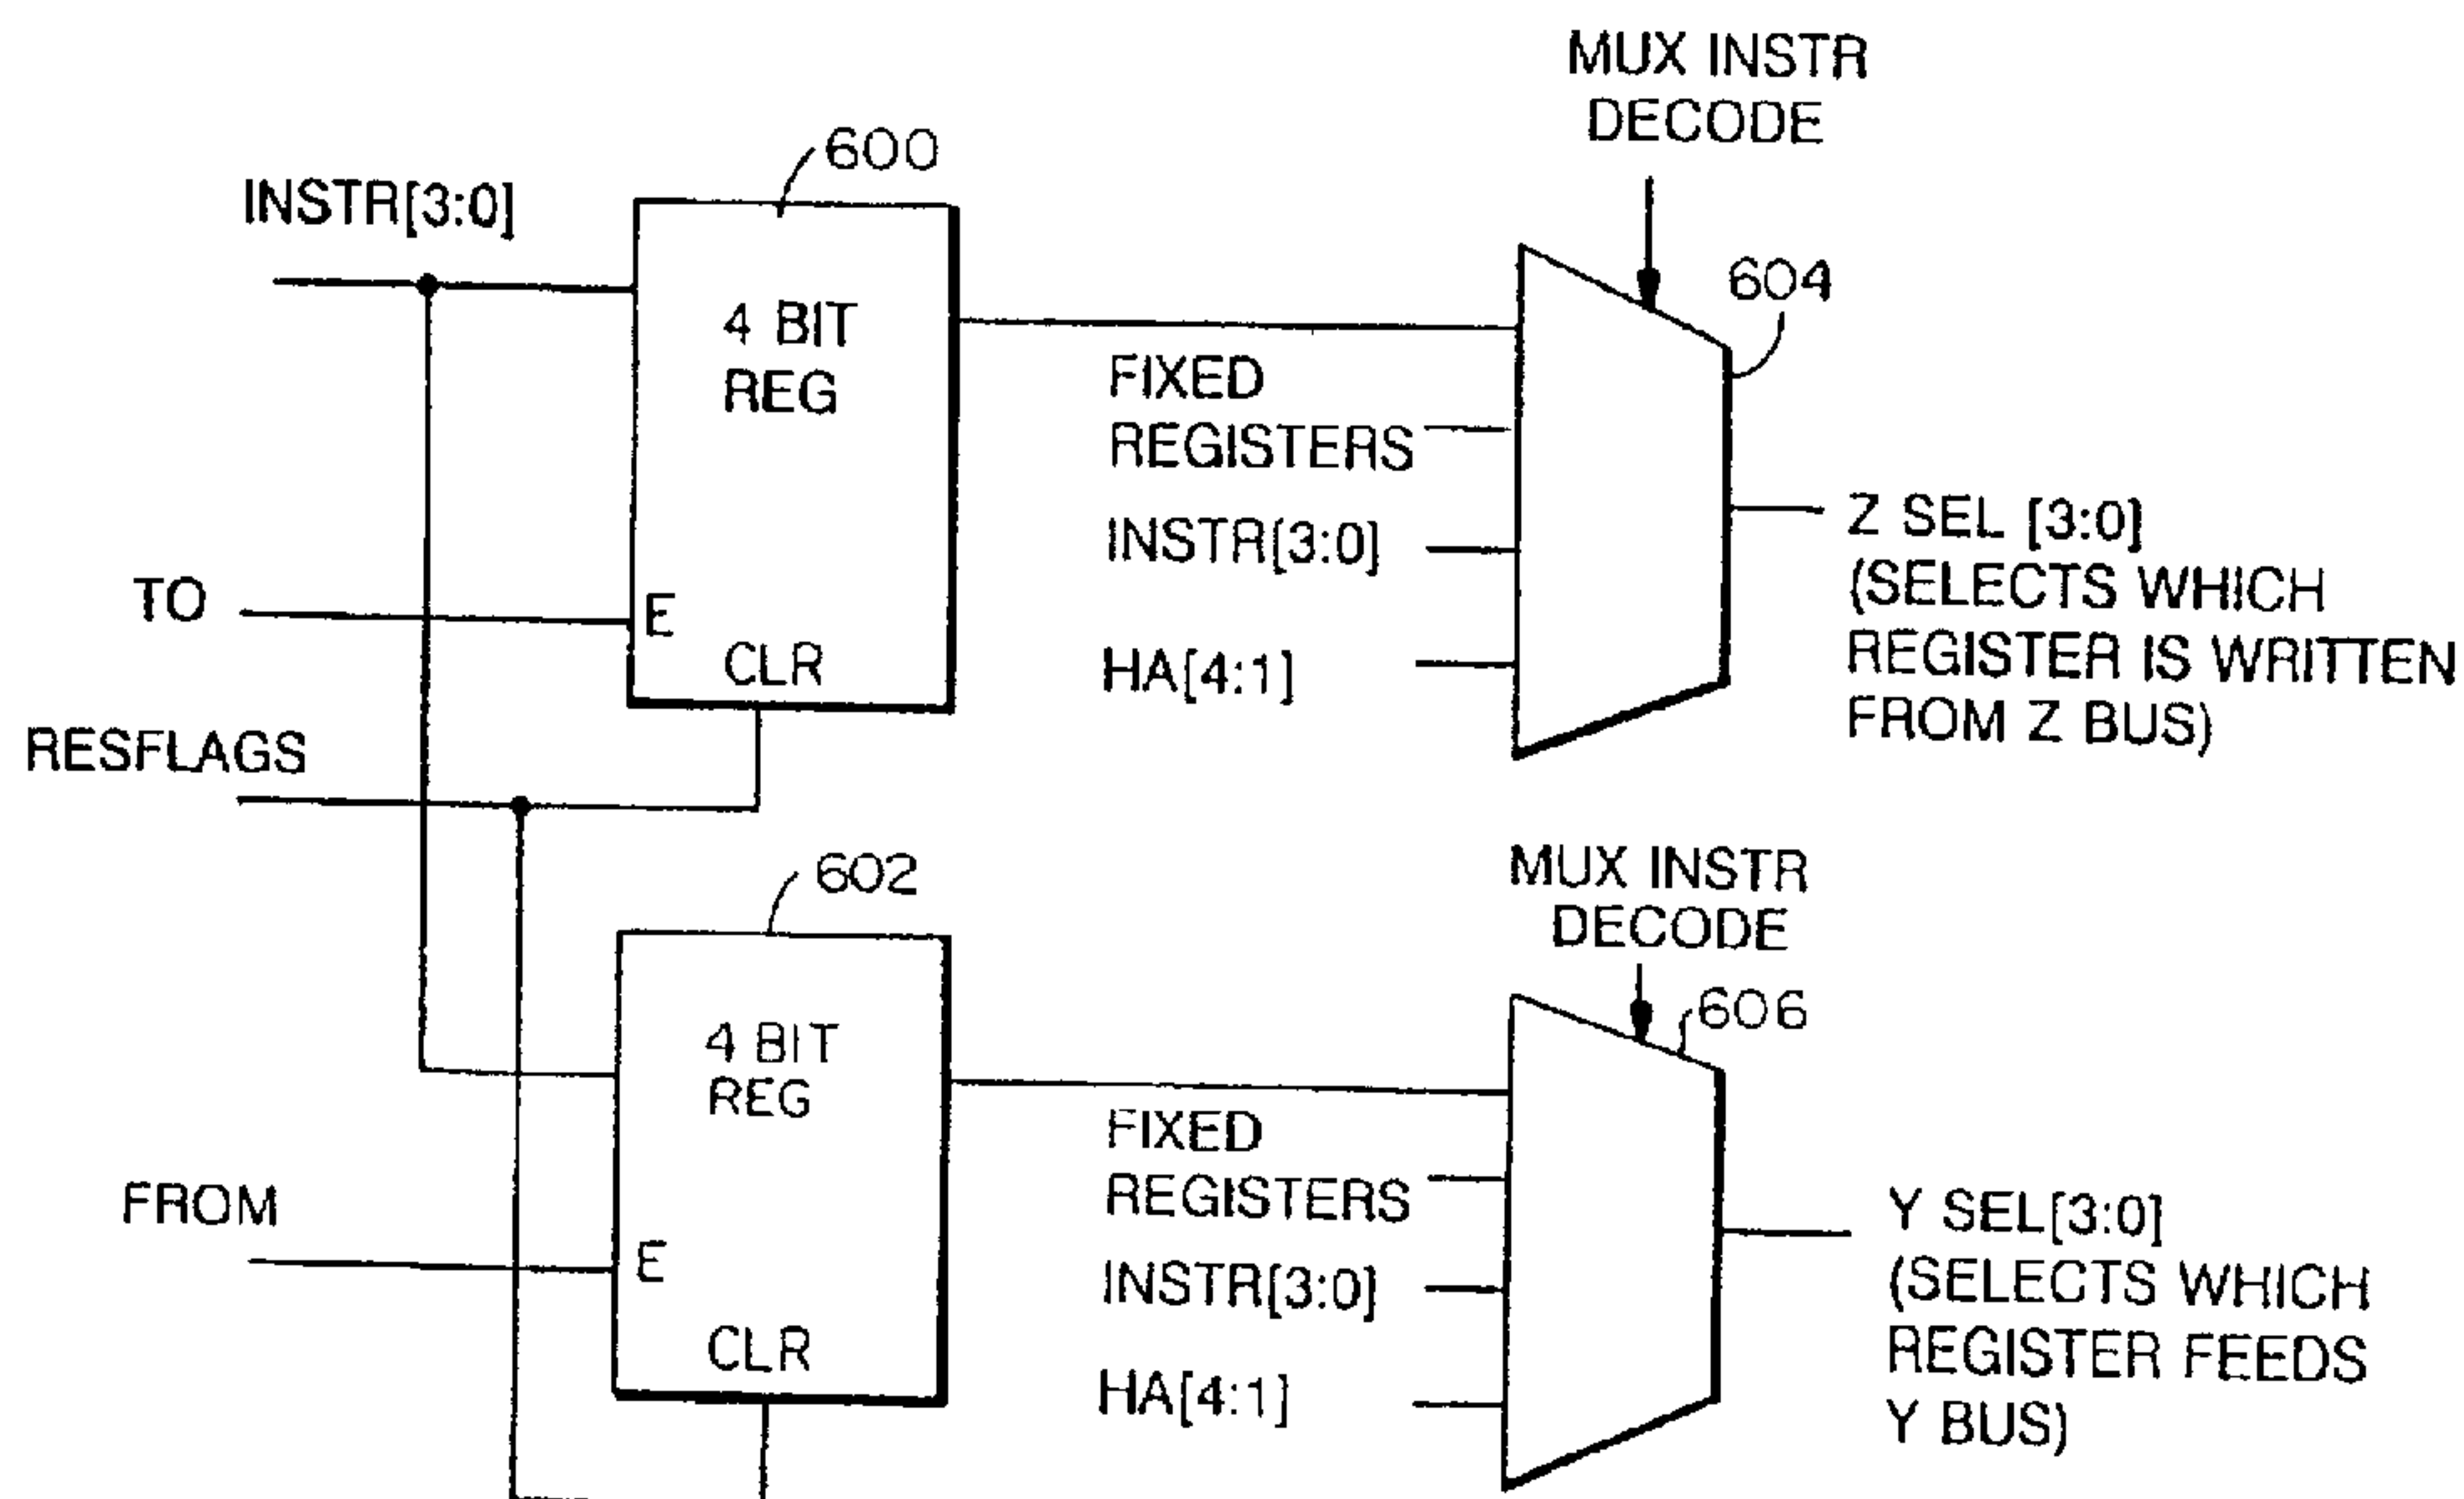 MUX INSTR
DECODE
600
INSTR[3:0]
604
4 BIT
REG
FIXED
REGISTERS
INSTR[3:0]
Z SEL [3:0]
(SELECTS WHICH
REGISTER IS WRITTEN
FROM Z BUS)
TO
E
CLR
HA[4:1]
RESFLAGS
602
MUX INSTR
DECODE
606
4 BIT
REG
FIXED
REGISTERS
FROM
E
INSTR[3:0]
Y SEL[3:0]
(SELECTS WHICH
REGISTER FEEDS
Y BUS)
CLR
HA[4:1]